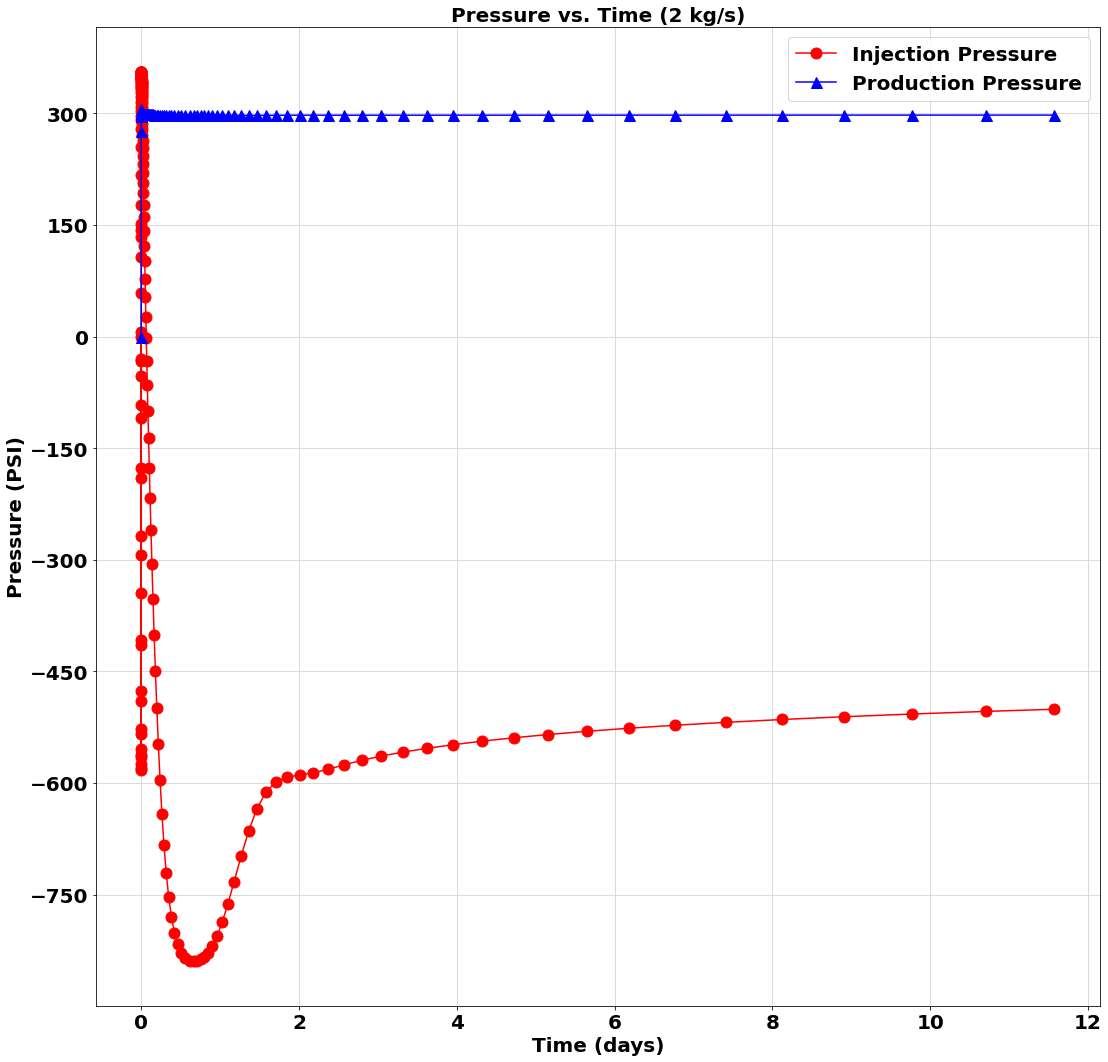 Pressure vs. Time (2 kg/s)
Injection Pressure
Production Pressure
300
150
0
−150
−300
−450
−600
−750
Pressure (PSI)
0 2 4 6 8 10 12
Time (days)